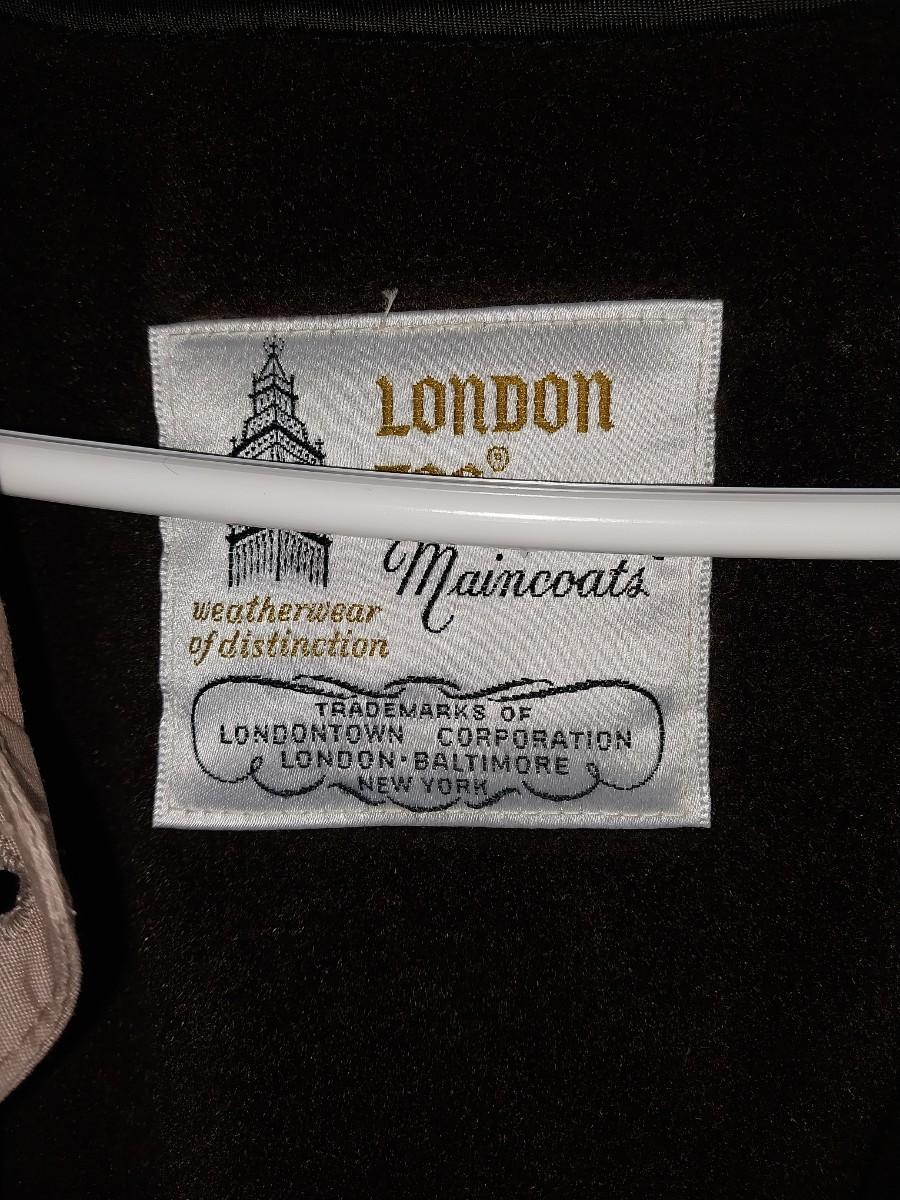 LONDON
®
Maincoats
weatherwear
of distinction
TRADEMARKS OF
LONDONTOWN CORPORATION
LONDON·BALTIMORE
NEW YORK